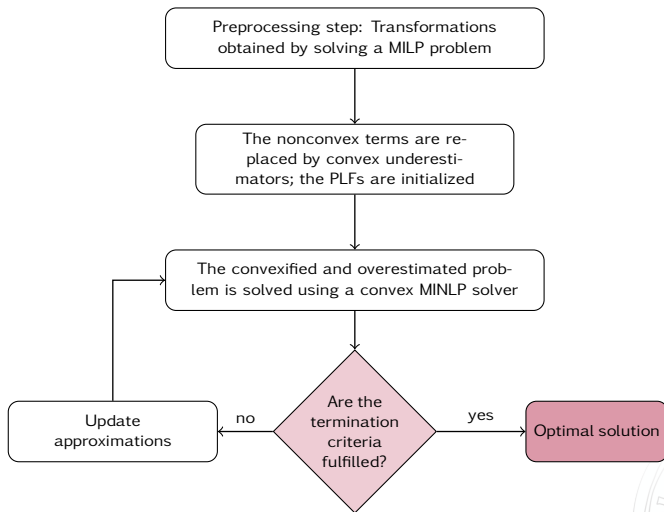 Preprocessing step: Transformations
obtained by solving a MILP problem
The nonconvex terms are re-
placed by convex underesti-
mators; the PLFs are initialized
The convexified and overestimated prob-
lem is solved using a convex MINLP solver
Are the
termination
criteria
fulfilled?
no
yes
Update
approximations
Optimal solution